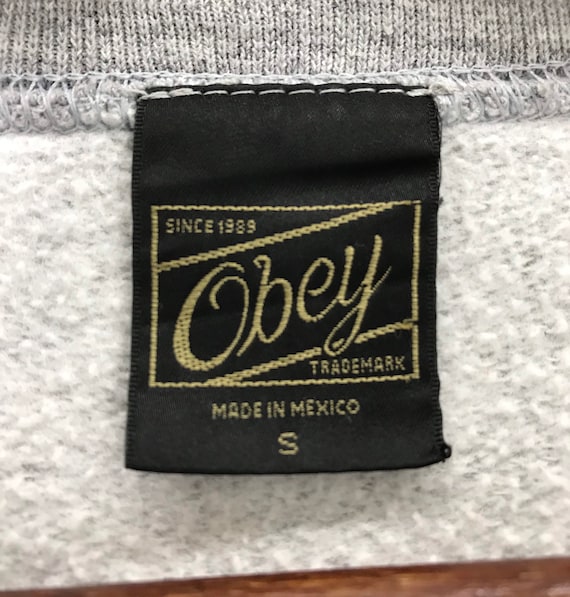 SINCE 1989
Obey
TRADEMARK
MADE IN MEXICO
S